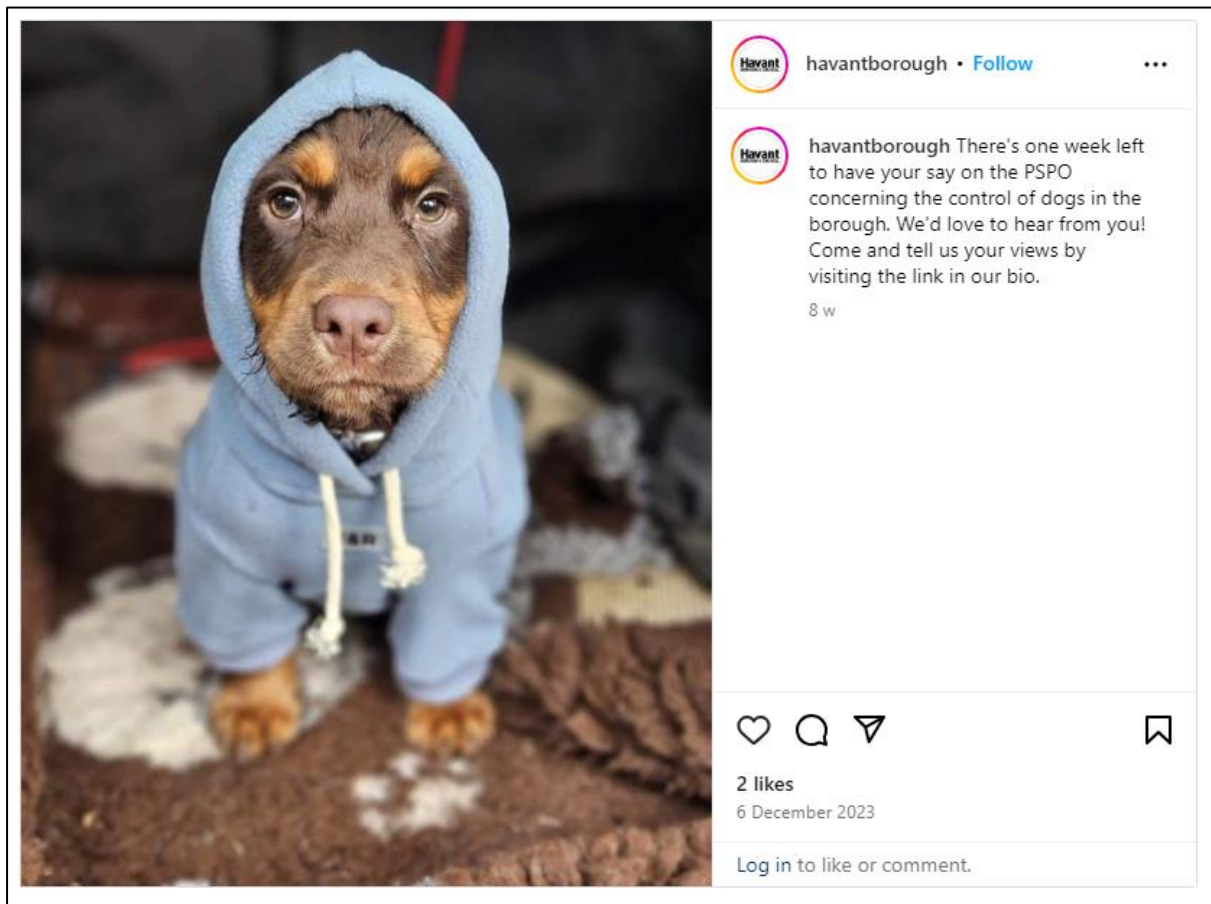 Havant
havantborough • Follow
Havant
havantborough There's one week left
to have your say on the PSPO
concerning the control of dogs in the
borough. We'd love to hear from you!
Come and tell us your views by
visiting the link in our bio.
8 w
2 likes
6 December 2023
Log in to like or comment.